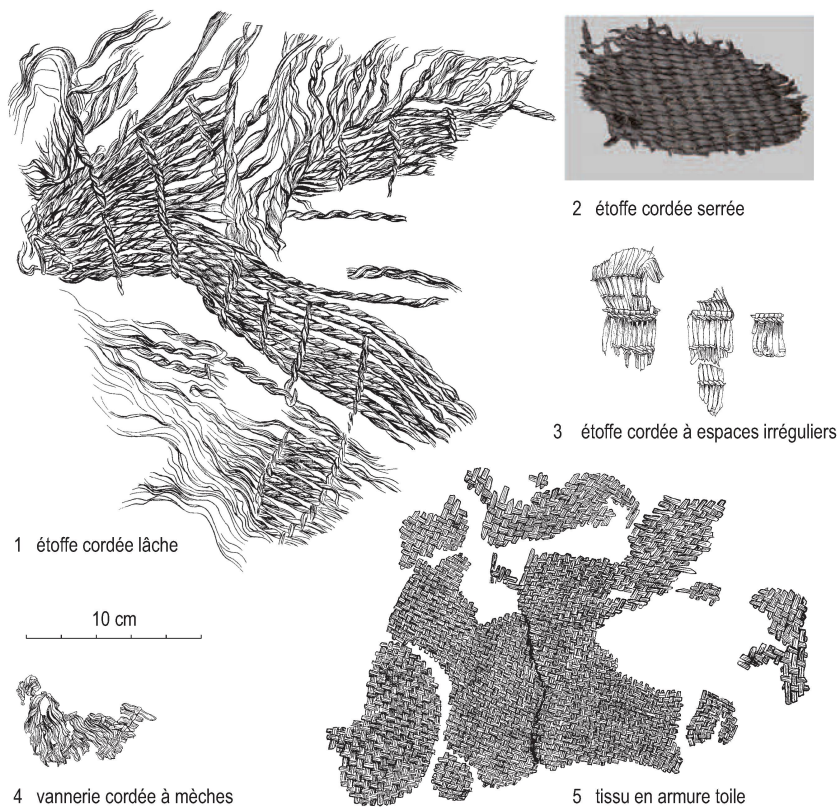 2 étoffe cordée serrée
3 étoffe cordée à espaces irréguliers
1 étoffe cordée lâche
10 cm
4 vannerie cordée à mèches
5 tissu en armure toile